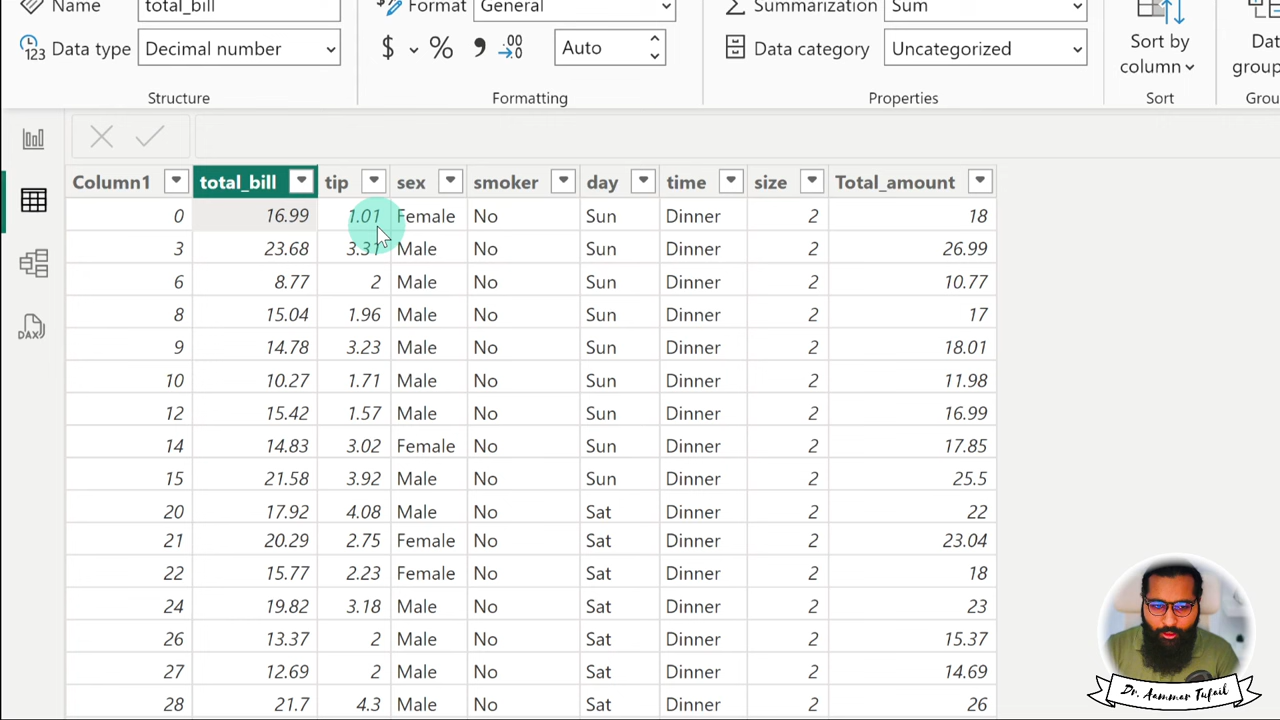 Name total_bill Format General Summarization Sum
123 Data type Decimal number $ % , .00 Auto Data category Uncategorized Sort by column
Structure Formatting Properties Sort
Column1 total_bill tip sex smoker day time size Total_amount
0 16.99 1.01 Female No Sun Dinner 2 18
3 23.68 3.31 Male No Sun Dinner 2 26.99
6 8.77 2 Male No Sun Dinner 2 10.77
8 15.04 1.96 Male No Sun Dinner 2 17
9 14.78 3.23 Male No Sun Dinner 2 18.01
10 10.27 1.71 Male No Sun Dinner 2 11.98
12 15.42 1.57 Male No Sun Dinner 2 16.99
14 14.83 3.02 Female No Sun Dinner 2 17.85
15 21.58 3.92 Male No Sun Dinner 2 25.5
20 17.92 4.08 Male No Sat Dinner 2 22
21 20.29 2.75 Female No Sat Dinner 2 23.04
22 15.77 2.23 Female No Sat Dinner 2 18
24 19.82 3.18 Male No Sat Dinner 2 23
26 13.37 2 Male No Sat Dinner 2 15.37
27 12.69 2 Male No Sat Dinner 2 14.69
28 21.7 4.3 Male No Sat Dinner 2 26
DAX
Dr. Aammar Tufail